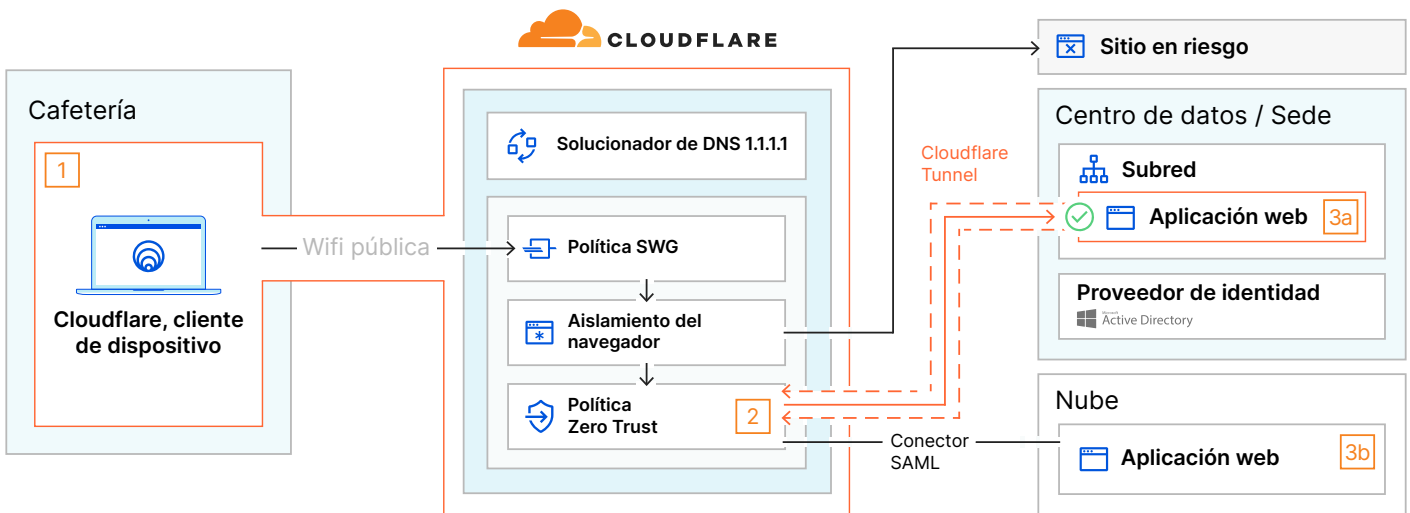 CLOUDFLARE
Cafetería
1
Cloudflare, cliente
de dispositivo
Wifi pública
Solucionador de DNS 1.1.1.1
Política SWG
Aislamiento del
navegador
Política
Zero Trust
2
Cloudflare
Tunnel
Conector
SAML
Sitio en riesgo
Centro de datos / Sede
Subred
Aplicación web
3a
Proveedor de identidad
Microsoft
Active Directory
Nube
Aplicación web
3b